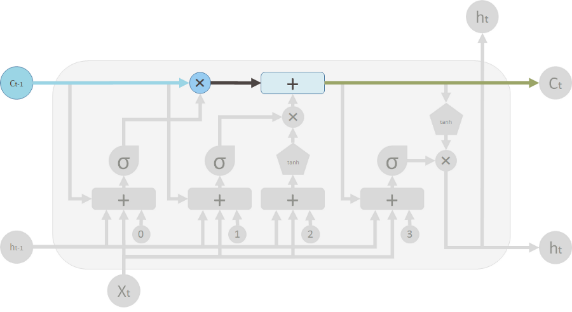 ht
Ct-1
×
+
Ct
tanh
×
σ
σ
tanh
σ
×
+
+
+
+
0
1
2
3
ht-1
ht
Xt